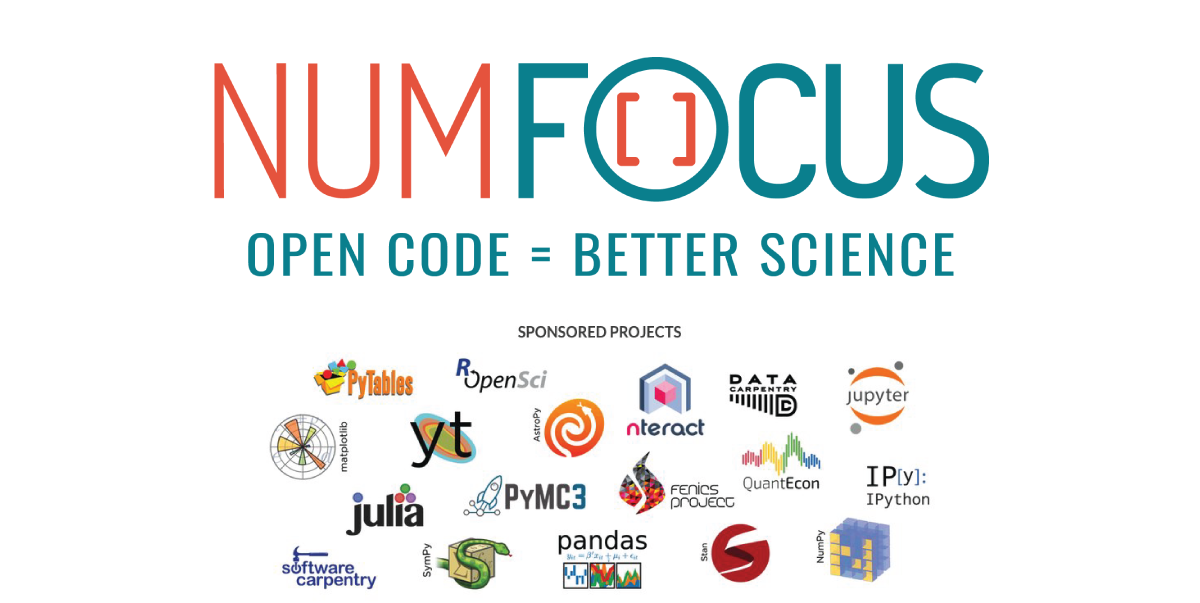 NUMFOCUS
OPEN CODE = BETTER SCIENCE
SPONSORED PROJECTS
PyTables
ROpenSci
nteract
DATA
CARPENTRY
jupyter
matplotlib
yt
AstroPy
QuantEcon
julia
PyMC3
FENICS
PROJECT
IP[y]:
IPython
software
carpentry
SymPy
pandas
Stan
NumPy